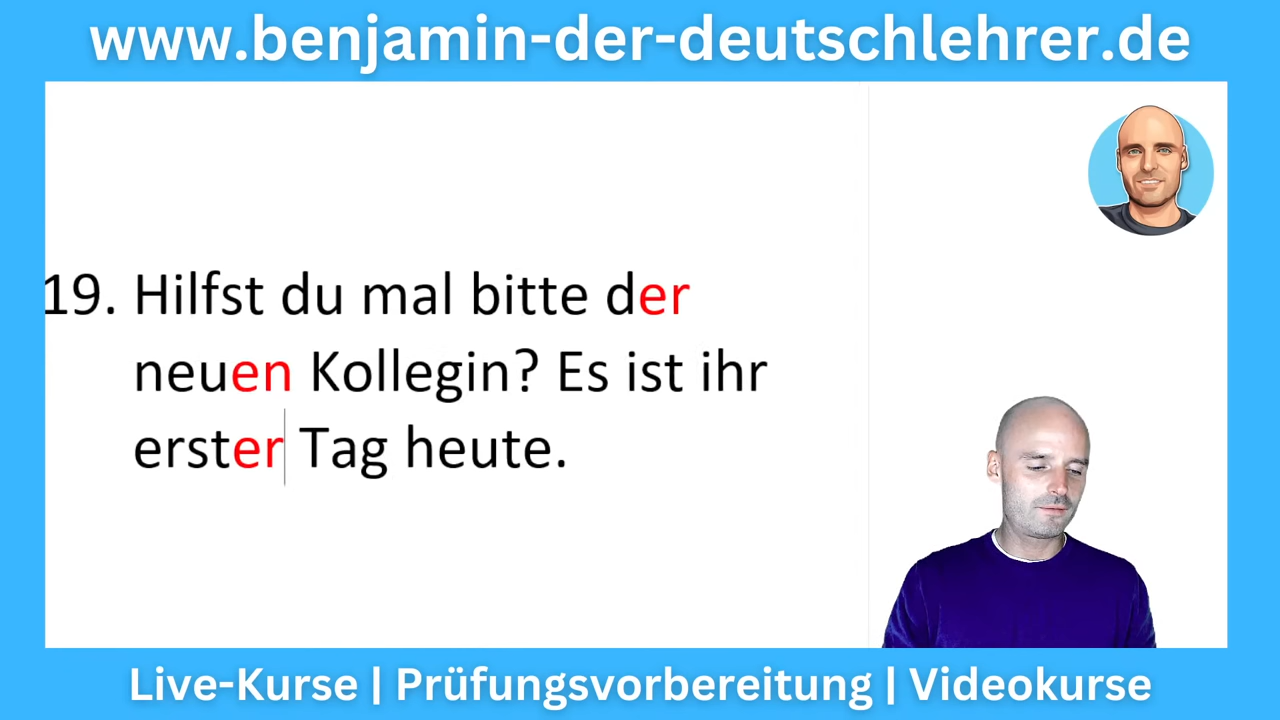 www.benjamin-der-deutschlehrer.de
19. Hilfst du mal bitte der
neuen Kollegin? Es ist ihr
erster Tag heute.
Live-Kurse | Prüfungsvorbereitung | Videokurse